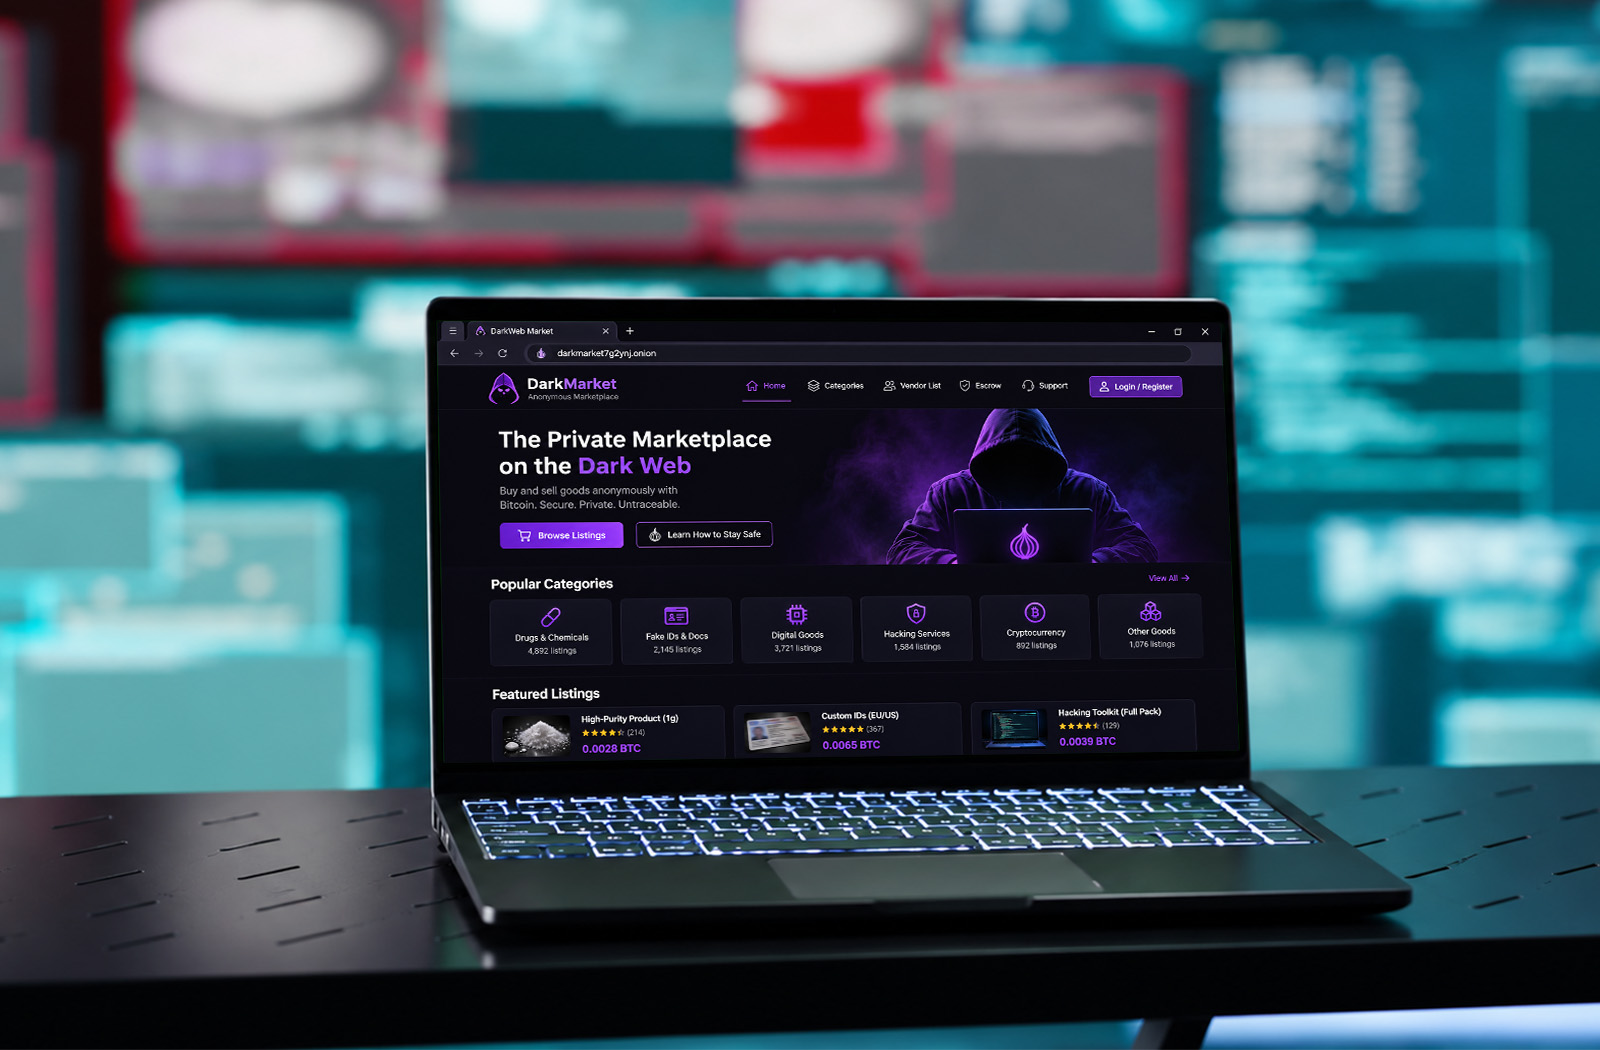 DarkWeb Market
darkmarket7g2ynj.onion
DarkMarket
Anonymous Marketplace
Home
Categories
Vendor List
Escrow
Support
Login / Register
The Private Marketplace
on the Dark Web
Buy and sell goods anonymously with
Bitcoin. Secure. Private. Untraceable.
Browse Listings
Learn How to Stay Safe
Popular Categories
View All →
Drugs & Chemicals
4,892 listings
Fake IDs & Docs
2,145 listings
Digital Goods
3,721 listings
Hacking Services
1,584 listings
Cryptocurrency
892 listings
Other Goods
1,076 listings
Featured Listings
High-Purity Product (1g)
(214)
0.0028 BTC
Custom IDs (EU/US)
(367)
0.0065 BTC
Hacking Toolkit (Full Pack)
(129)
0.0039 BTC